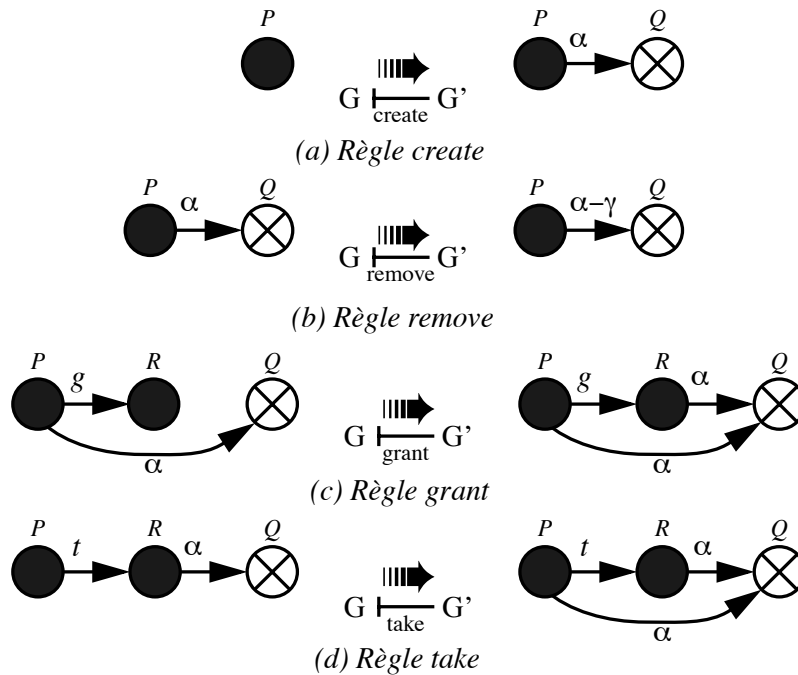 P P α Q
G G’
create
(a) Règle create
P α Q P α−γ Q
G G’
remove
(b) Règle remove
P g R Q P g R α Q
α G G’ α
grant
(c) Règle grant
P t R α Q P t R α Q
G G’ α
take
(d) Règle take